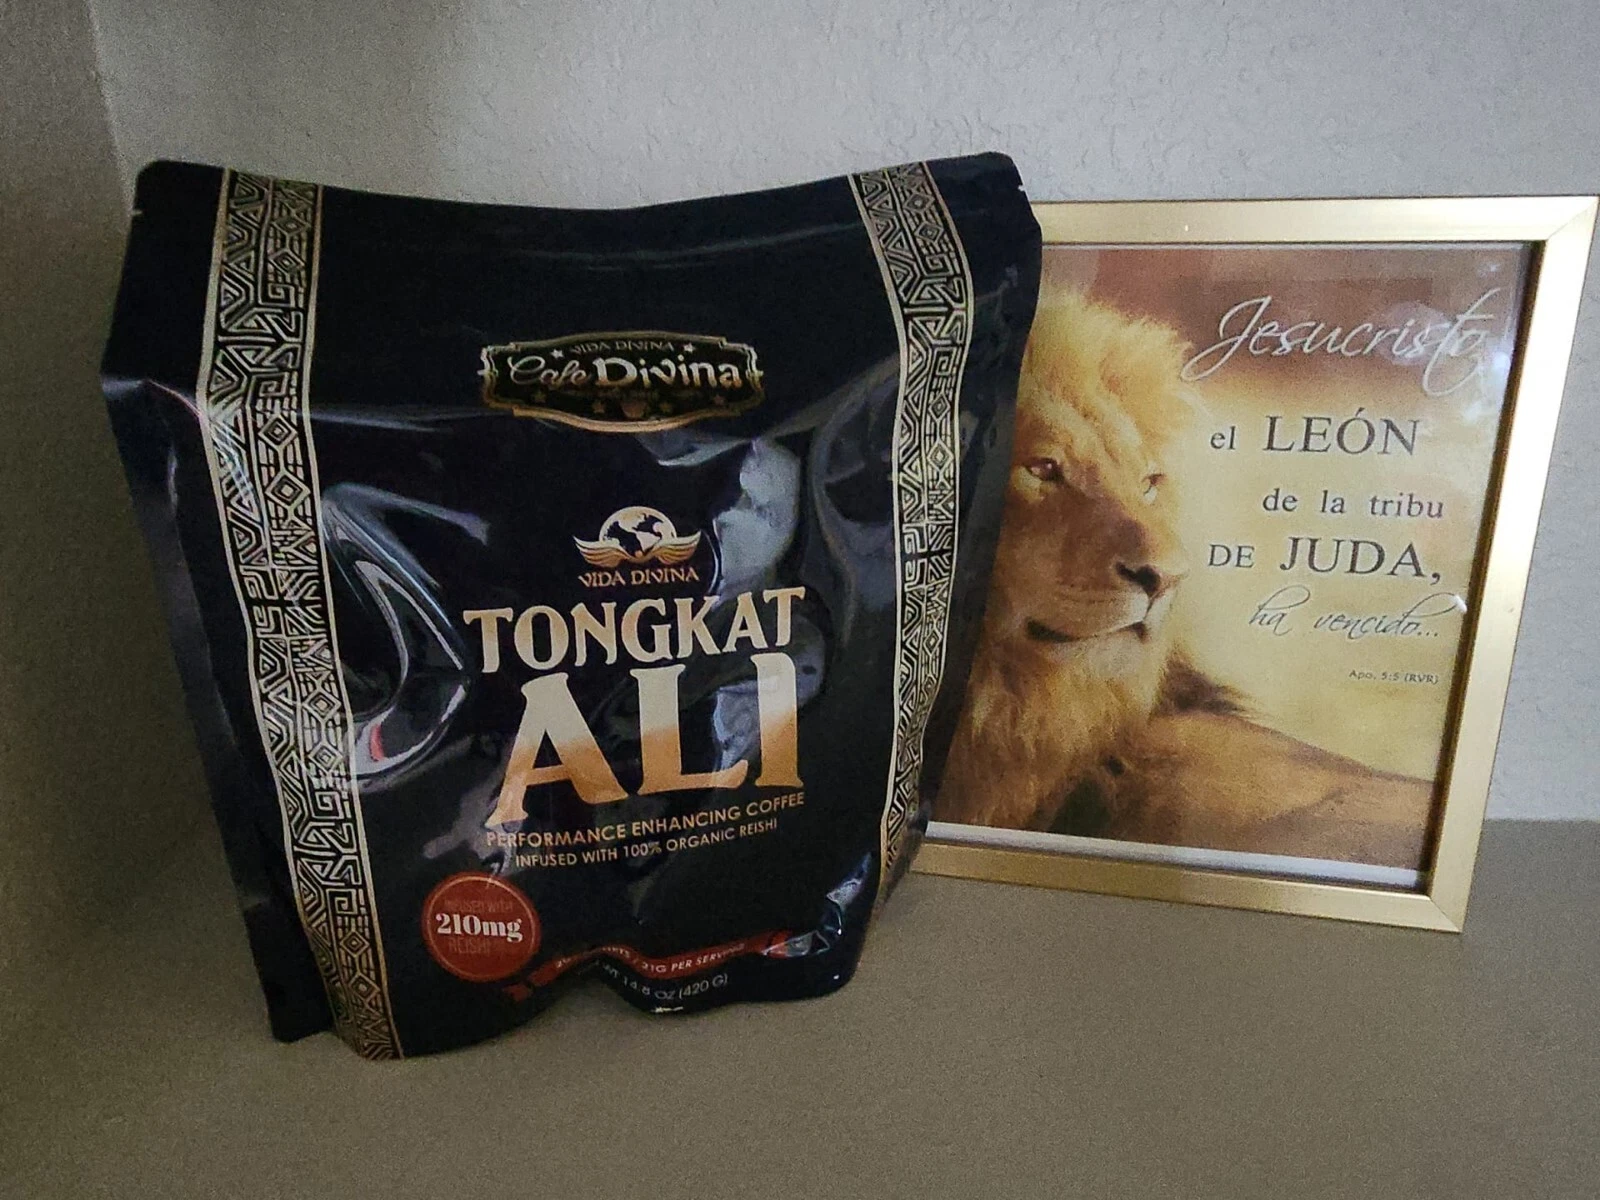 VIDA DIVINA
Cafe Divina
VIDA DIVINA
TONGKAT
ALI
PERFORMANCE ENHANCING COFFEE
INFUSED WITH 100% ORGANIC REISHI
INFUSED WITH
210mg
REISHI
/ 21G PER SERVING
14.8 OZ (420 G)
Jesucristo
el LEÓN
de la tribu
DE JUDA,
ha vencido...
Apo. 5:5 (RVR)